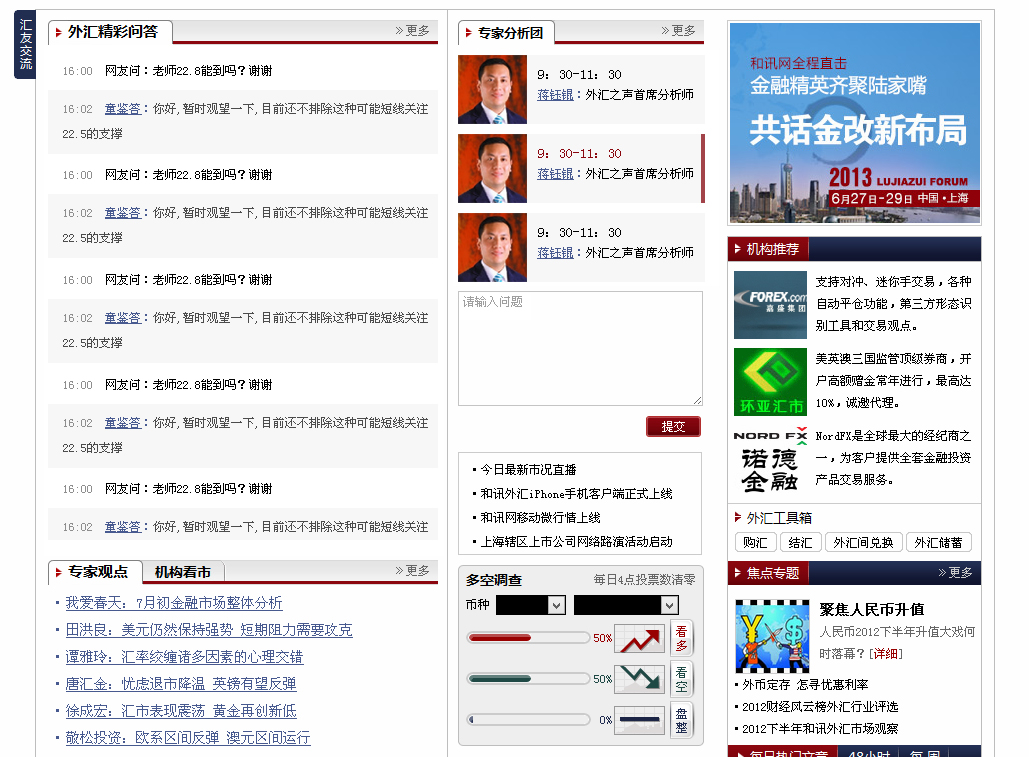 汇友交流
外汇精彩问答
更多
16:00 网友问：老师22.8能到吗？谢谢
16:02 童鉴答：你好,暂时观望一下,目前还不排除这种可能短线关注
22.5的支撑
16:00 网友问：老师22.8能到吗？谢谢
16:02 童鉴答：你好,暂时观望一下,目前还不排除这种可能短线关注
22.5的支撑
16:00 网友问：老师22.8能到吗？谢谢
16:02 童鉴答：你好,暂时观望一下,目前还不排除这种可能短线关注
22.5的支撑
16:00 网友问：老师22.8能到吗？谢谢
16:02 童鉴答：你好,暂时观望一下,目前还不排除这种可能短线关注
22.5的支撑
16:00 网友问：老师22.8能到吗？谢谢
16:02 童鉴答：你好,暂时观望一下,目前还不排除这种可能短线关注
专家观点 机构看市
更多
我爱春天：7月初金融市场整体分析
田洪良：美元仍然保持强势 短期阻力需要攻克
谭雅玲：汇率绞缠诸多因素的心理交错
唐汇金：忧虑退市降温 英镑有望反弹
徐成宏：汇市表现震荡 黄金再创新低
敬松投资：欧系区间反弹 澳元区间运行
专家分析团
更多
9：30-11：30
蒋钰锟：外汇之声首席分析师
9：30-11：30
蒋钰锟：外汇之声首席分析师
9：30-11：30
蒋钰锟：外汇之声首席分析师
请输入问题
提交
今日最新市况直播
和讯外汇iPhone手机客户端正式上线
和讯网移动微行情上线
上海辖区上市公司网络路演活动启动
多空调查 每日4点投票数清零
币种
50% 看多
50% 看空
0% 盘整
和讯网全程直击
金融精英齐聚陆家嘴
共话金改新布局
2013 LUJIAZUI FORUM
6月27日-29日 中国•上海
机构推荐
FOREX.com
嘉盛集团
支持对冲、迷你手交易，各种
自动平仓功能，第三方形态识
别工具和交易观点。
环亚汇市
美英澳三国监管顶级券商，开
户高额赠金常年进行，最高达
10%，诚邀代理。
NORD FX
诺德
金融
NordFX是全球最大的经纪商之
一，为客户提供全套金融投资
产品交易服务。
外汇工具箱
购汇 结汇 外汇间兑换 外汇储蓄
焦点专题
更多
聚焦人民币升值
人民币2012下半年升值大戏何
时落幕？[详细]
外币定存 怎寻优惠利率
2012财经风云榜外汇行业评选
2012下半年和讯外汇市场观察
每日热门文章 48小时 每 周